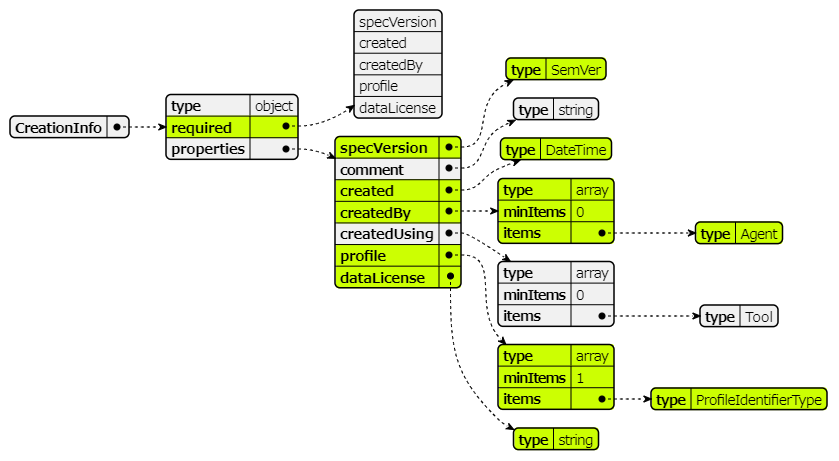 CreationInfo
type object
required
properties
specVersion
created
createdBy
profile
dataLicense
specVersion
comment
created
createdBy
createdUsing
profile
dataLicense
type SemVer
type string
type DateTime
type array
minItems 0
items
type Agent
type array
minItems 0
items
type Tool
type array
minItems 1
items
type ProfileIdentifierType
type string